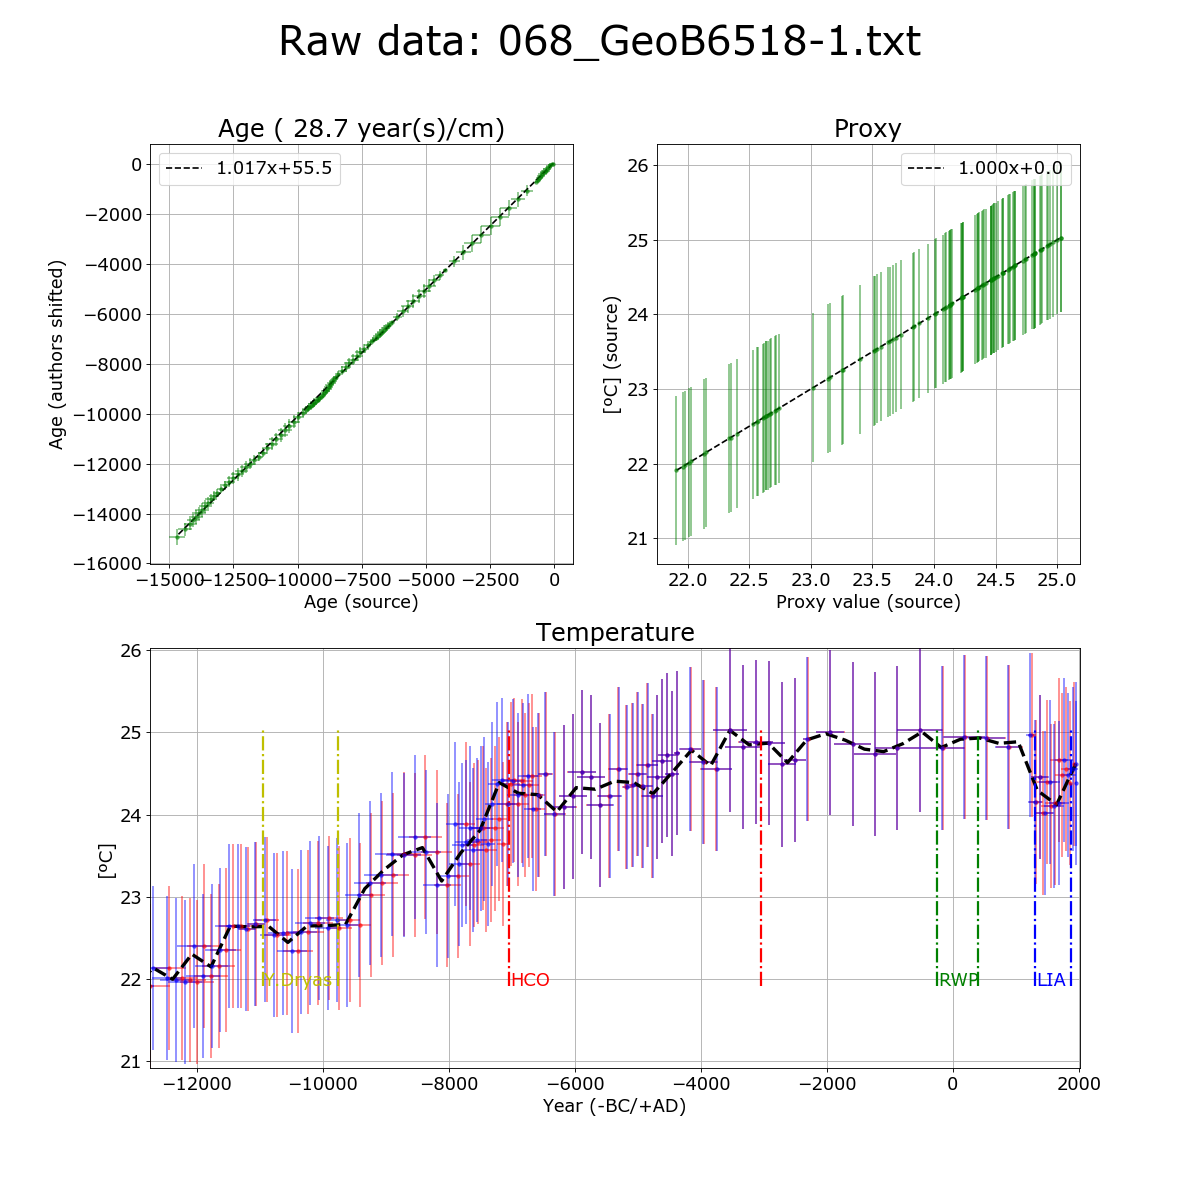 Raw data: 068_GeoB6518-1.txt
Age ( 28.7 year(s)/cm)
1.017x+55.5
0
−2000
−4000
−6000
−8000
−10000
−12000
−14000
−16000
Age (authors shifted)
−15000 −12500 −10000 −7500 −5000 −2500 0
Age (source)
Proxy
1.000x+0.0
26
25
24
23
22
21
[ºC] (source)
22.0 22.5 23.0 23.5 24.0 24.5 25.0
Proxy value (source)
Temperature
26
25
24
23
22
21
[ºC]
Y.Dryas HCO RWP LIA
−12000 −10000 −8000 −6000 −4000 −2000 0 2000
Year (-BC/+AD)